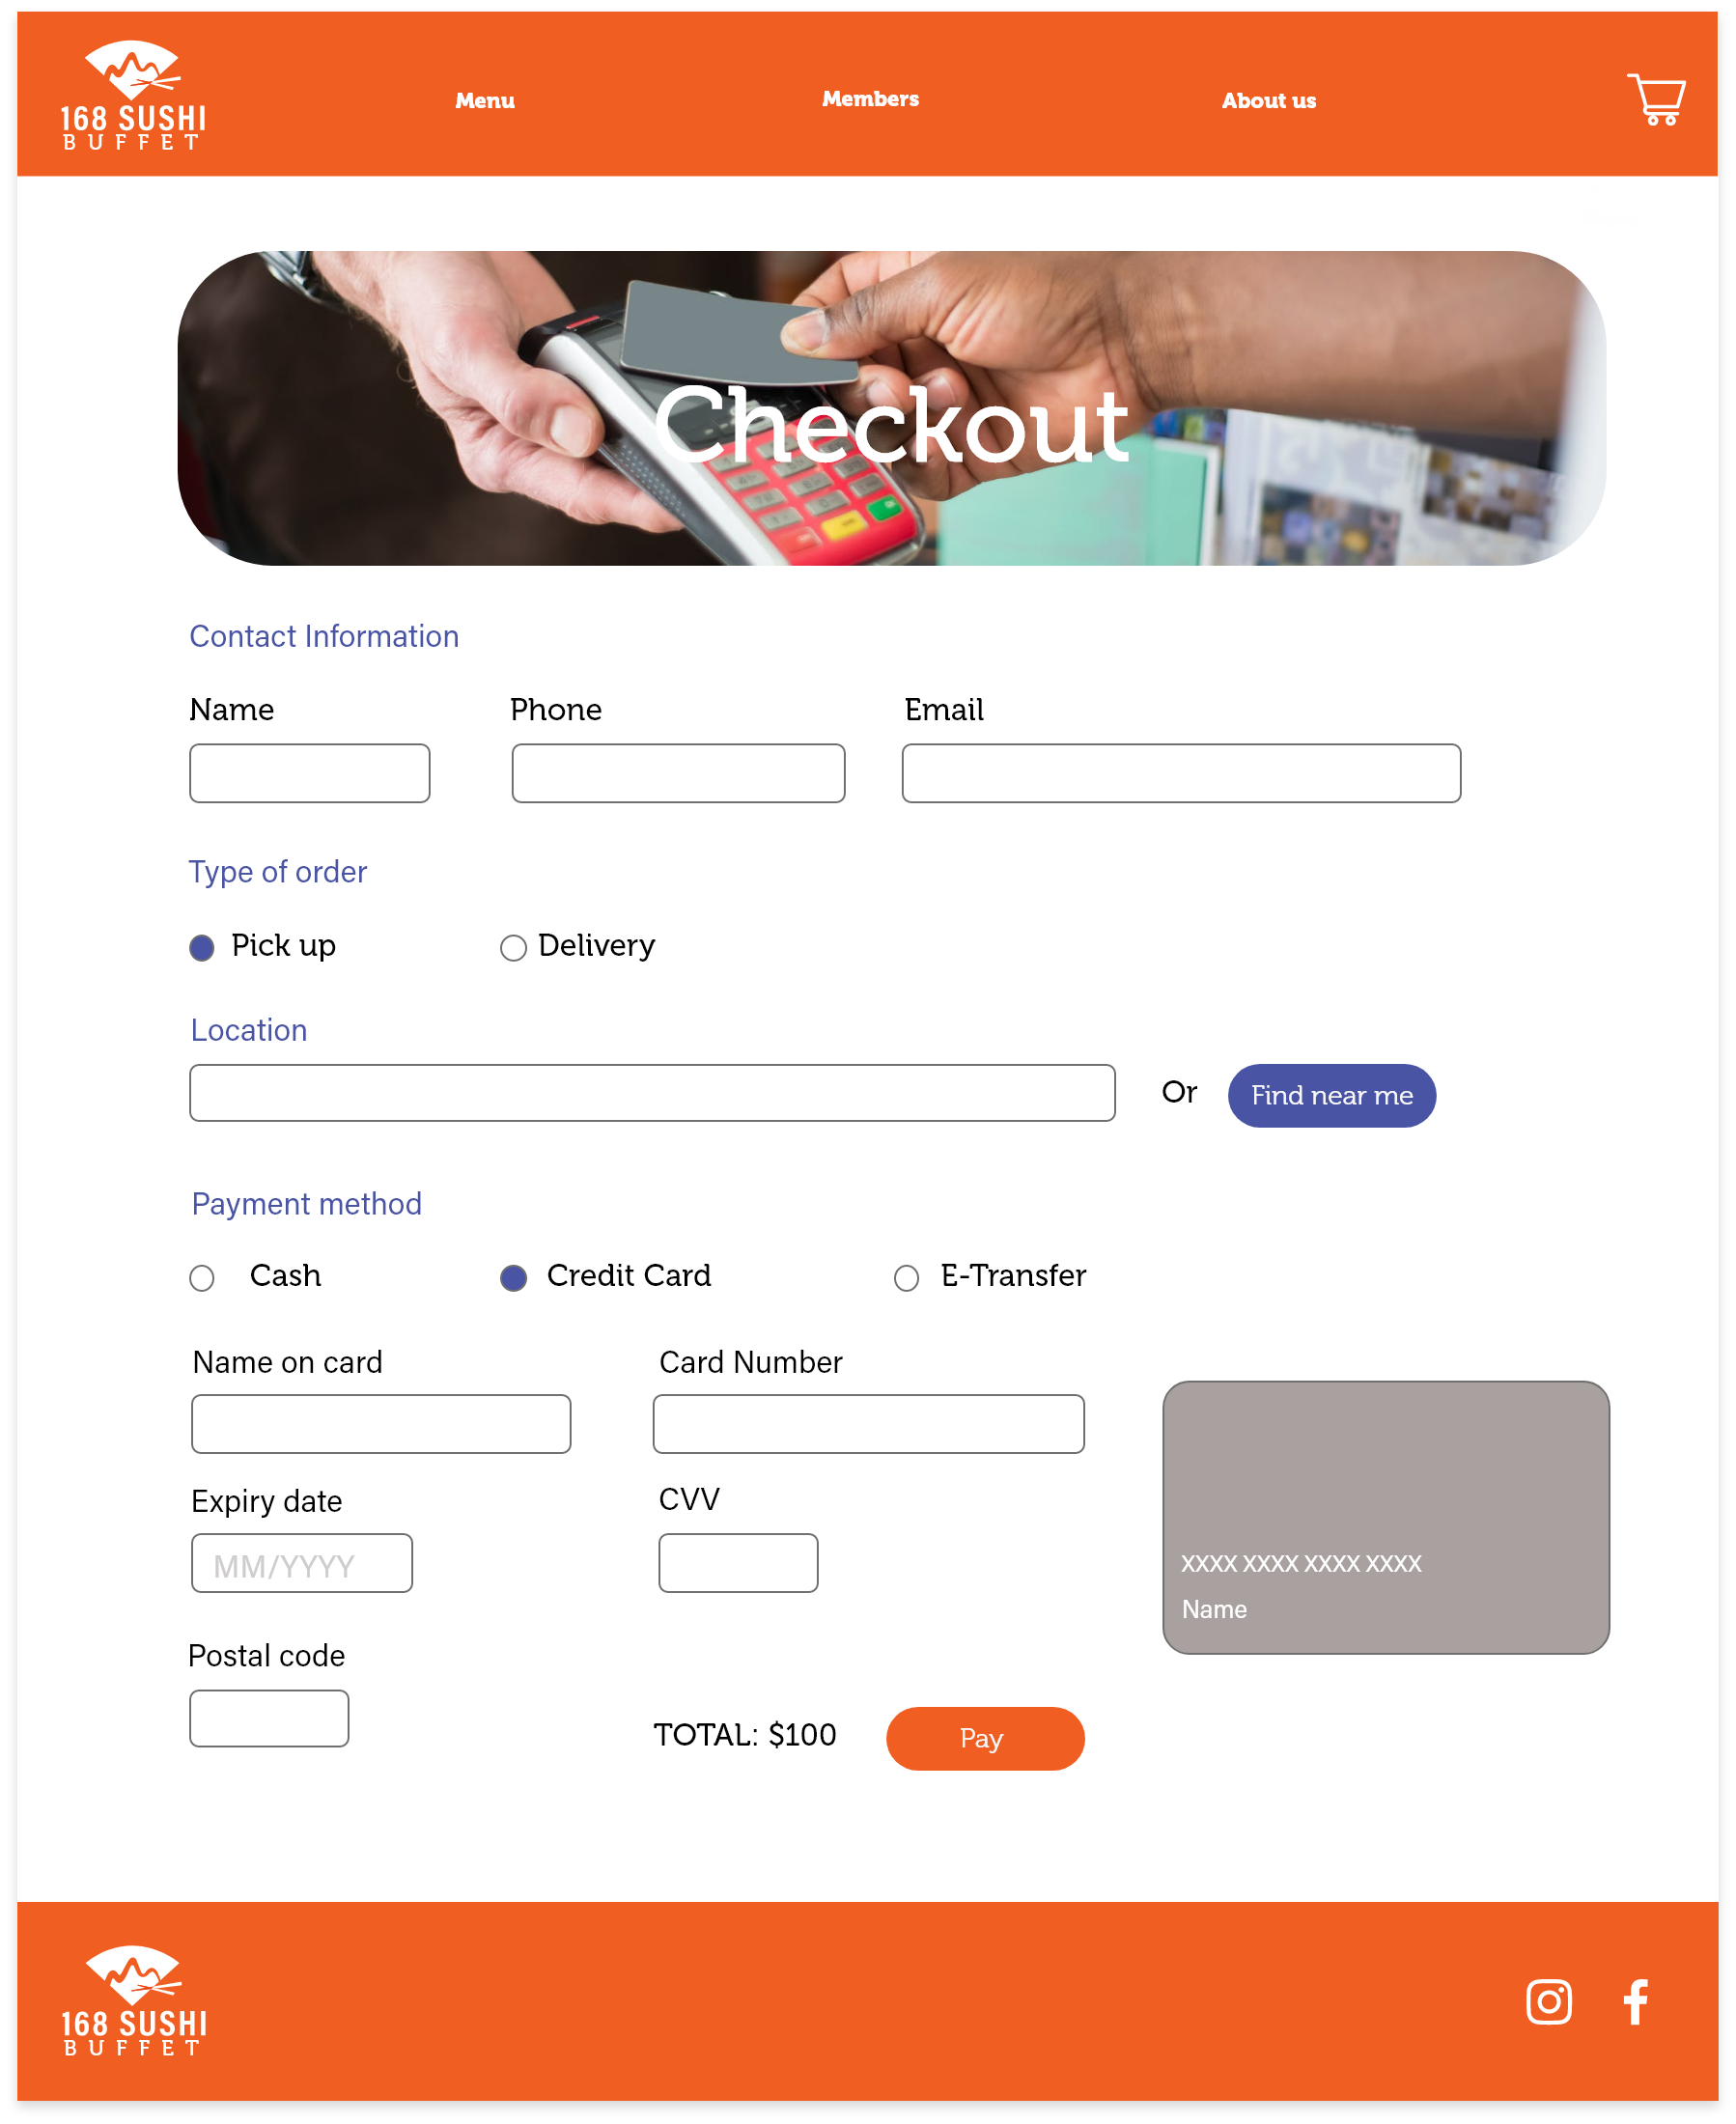 168 SUSHI
BUFFET
Menu
Members
About us
Checkout
Contact Information
Name
Phone
Email
Type of order
Pick up
Delivery
Location
Or
Find near me
Payment method
Cash
Credit Card
E-Transfer
Name on card
Card Number
Expiry date
CVV
MM/YYYY
XXXX XXXX XXXX XXXX
Name
Postal code
TOTAL: $100
Pay
168 SUSHI
BUFFET